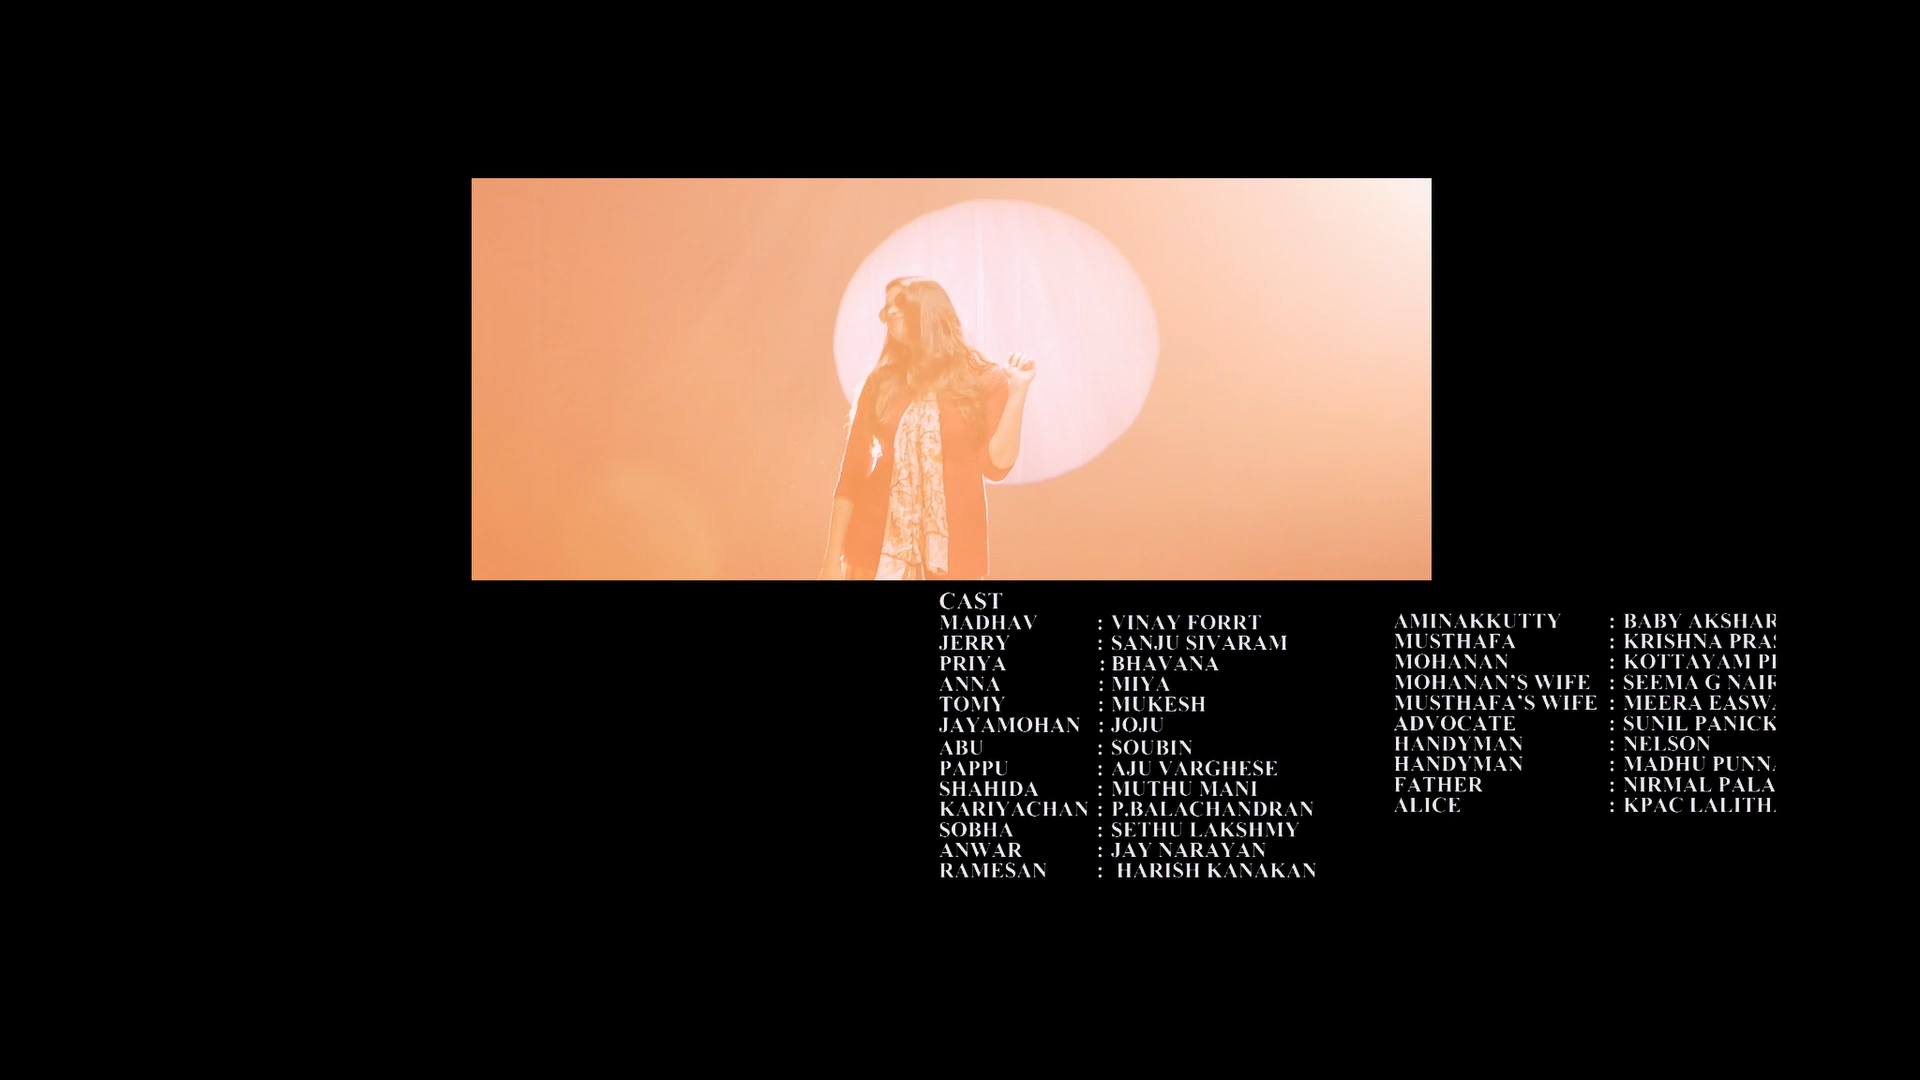 CAST
MADHAV : VINAY FORRT
JERRY : SANJU SIVARAM
PRIYA : BHAVANA
ANNA : MIYA
TOMY : MUKESH
JAYAMOHAN : JOJU
ABU : SOUBIN
PAPPU : AJU VARGHESE
SHAHIDA : MUTHU MANI
KARIYACHAN : P.BALACHANDRAN
SOBHA : SETHU LAKSHMY
ANWAR : JAY NARAYAN
RAMESAN : HARISH KANAKAN
AMINAKKUTTY : BABY
MUSTHAFA : KRISHNA
MOHANAN : KOTTAYAM
MOHANAN’S WIFE : SEEMA G NAIR
MUSTHAFA’S WIFE : MEERA
ADVOCATE : SUNIL
HANDYMAN : NELSON
HANDYMAN : MADHU
FATHER : NIRMAL
ALICE : KPAC